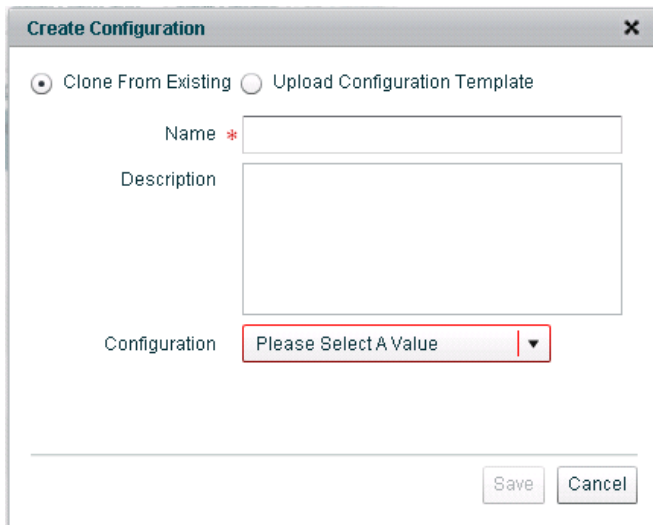 Create Configuration
Clone From Existing Upload Configuration Template
Name *
Description
Configuration Please Select A Value
Save Cancel